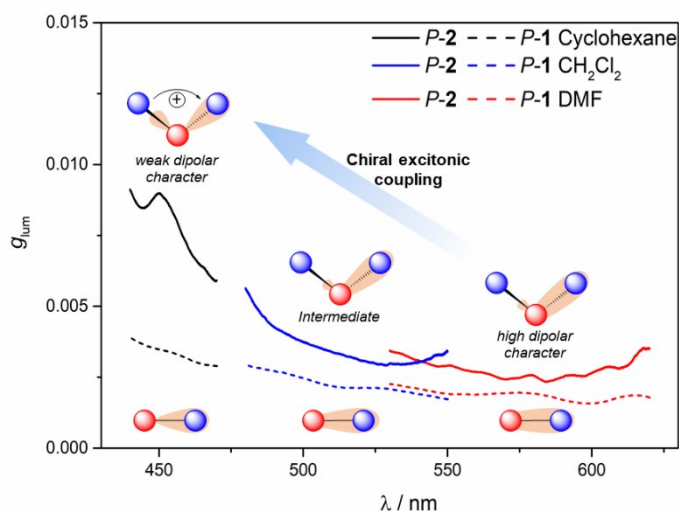 0.015
P-2 P-1 Cyclohexane
P-2 P-1 CH₂Cl₂
P-2 P-1 DMF
+
weak dipolar
character
Chiral excitonic
coupling
0.010
g_lum
Intermediate
high dipolar
character
0.005
0.000
450 500 550 600
λ / nm